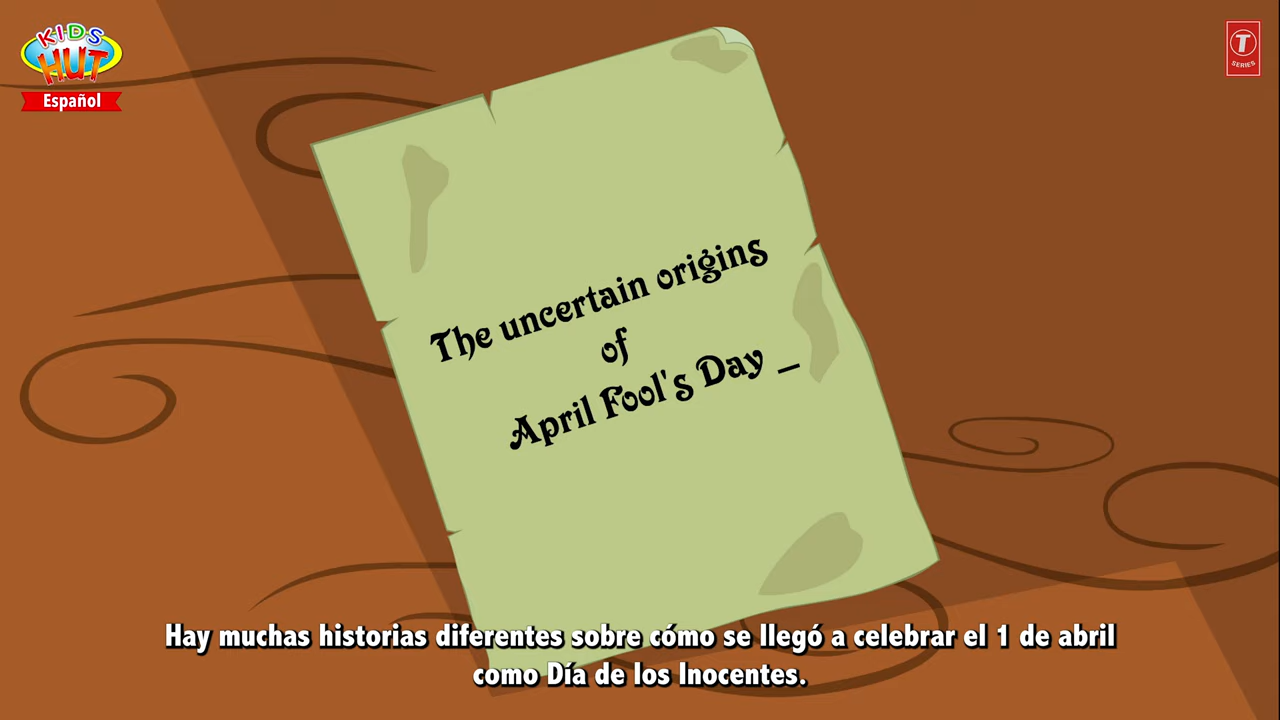 KIDS
HUT
Español
T
SERIES
The uncertain origins
of
April Fool's Day _
Hay muchas historias diferentes sobre cómo se llegó a celebrar el 1 de abril
como Día de los Inocentes.